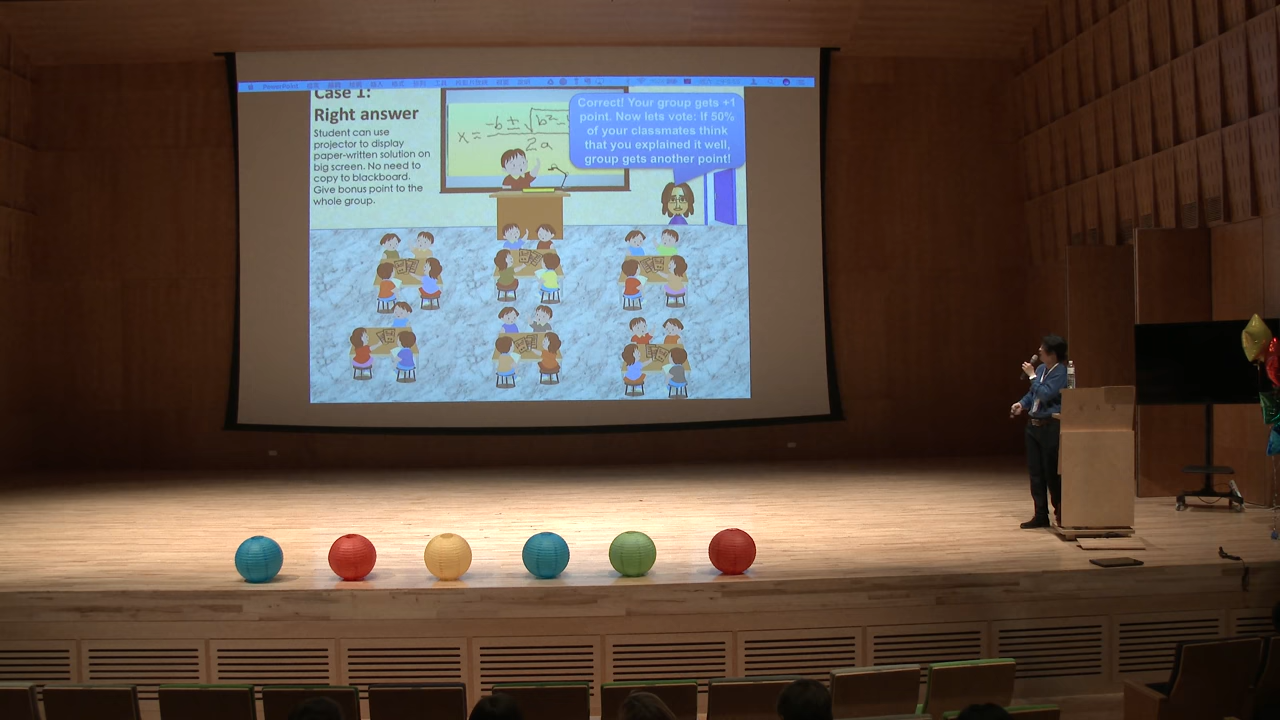 PowerPoint
Case 1:
Right answer
Student can use
projector to display
paper-written solution on
big screen. No need to
copy to blackboard.
Give bonus point to the
whole group.
x = -b ± √b² -
2a
Correct! Your group gets +1
point. Now lets vote: if 50%
of your classmates think
that you explained it well,
group gets another point!